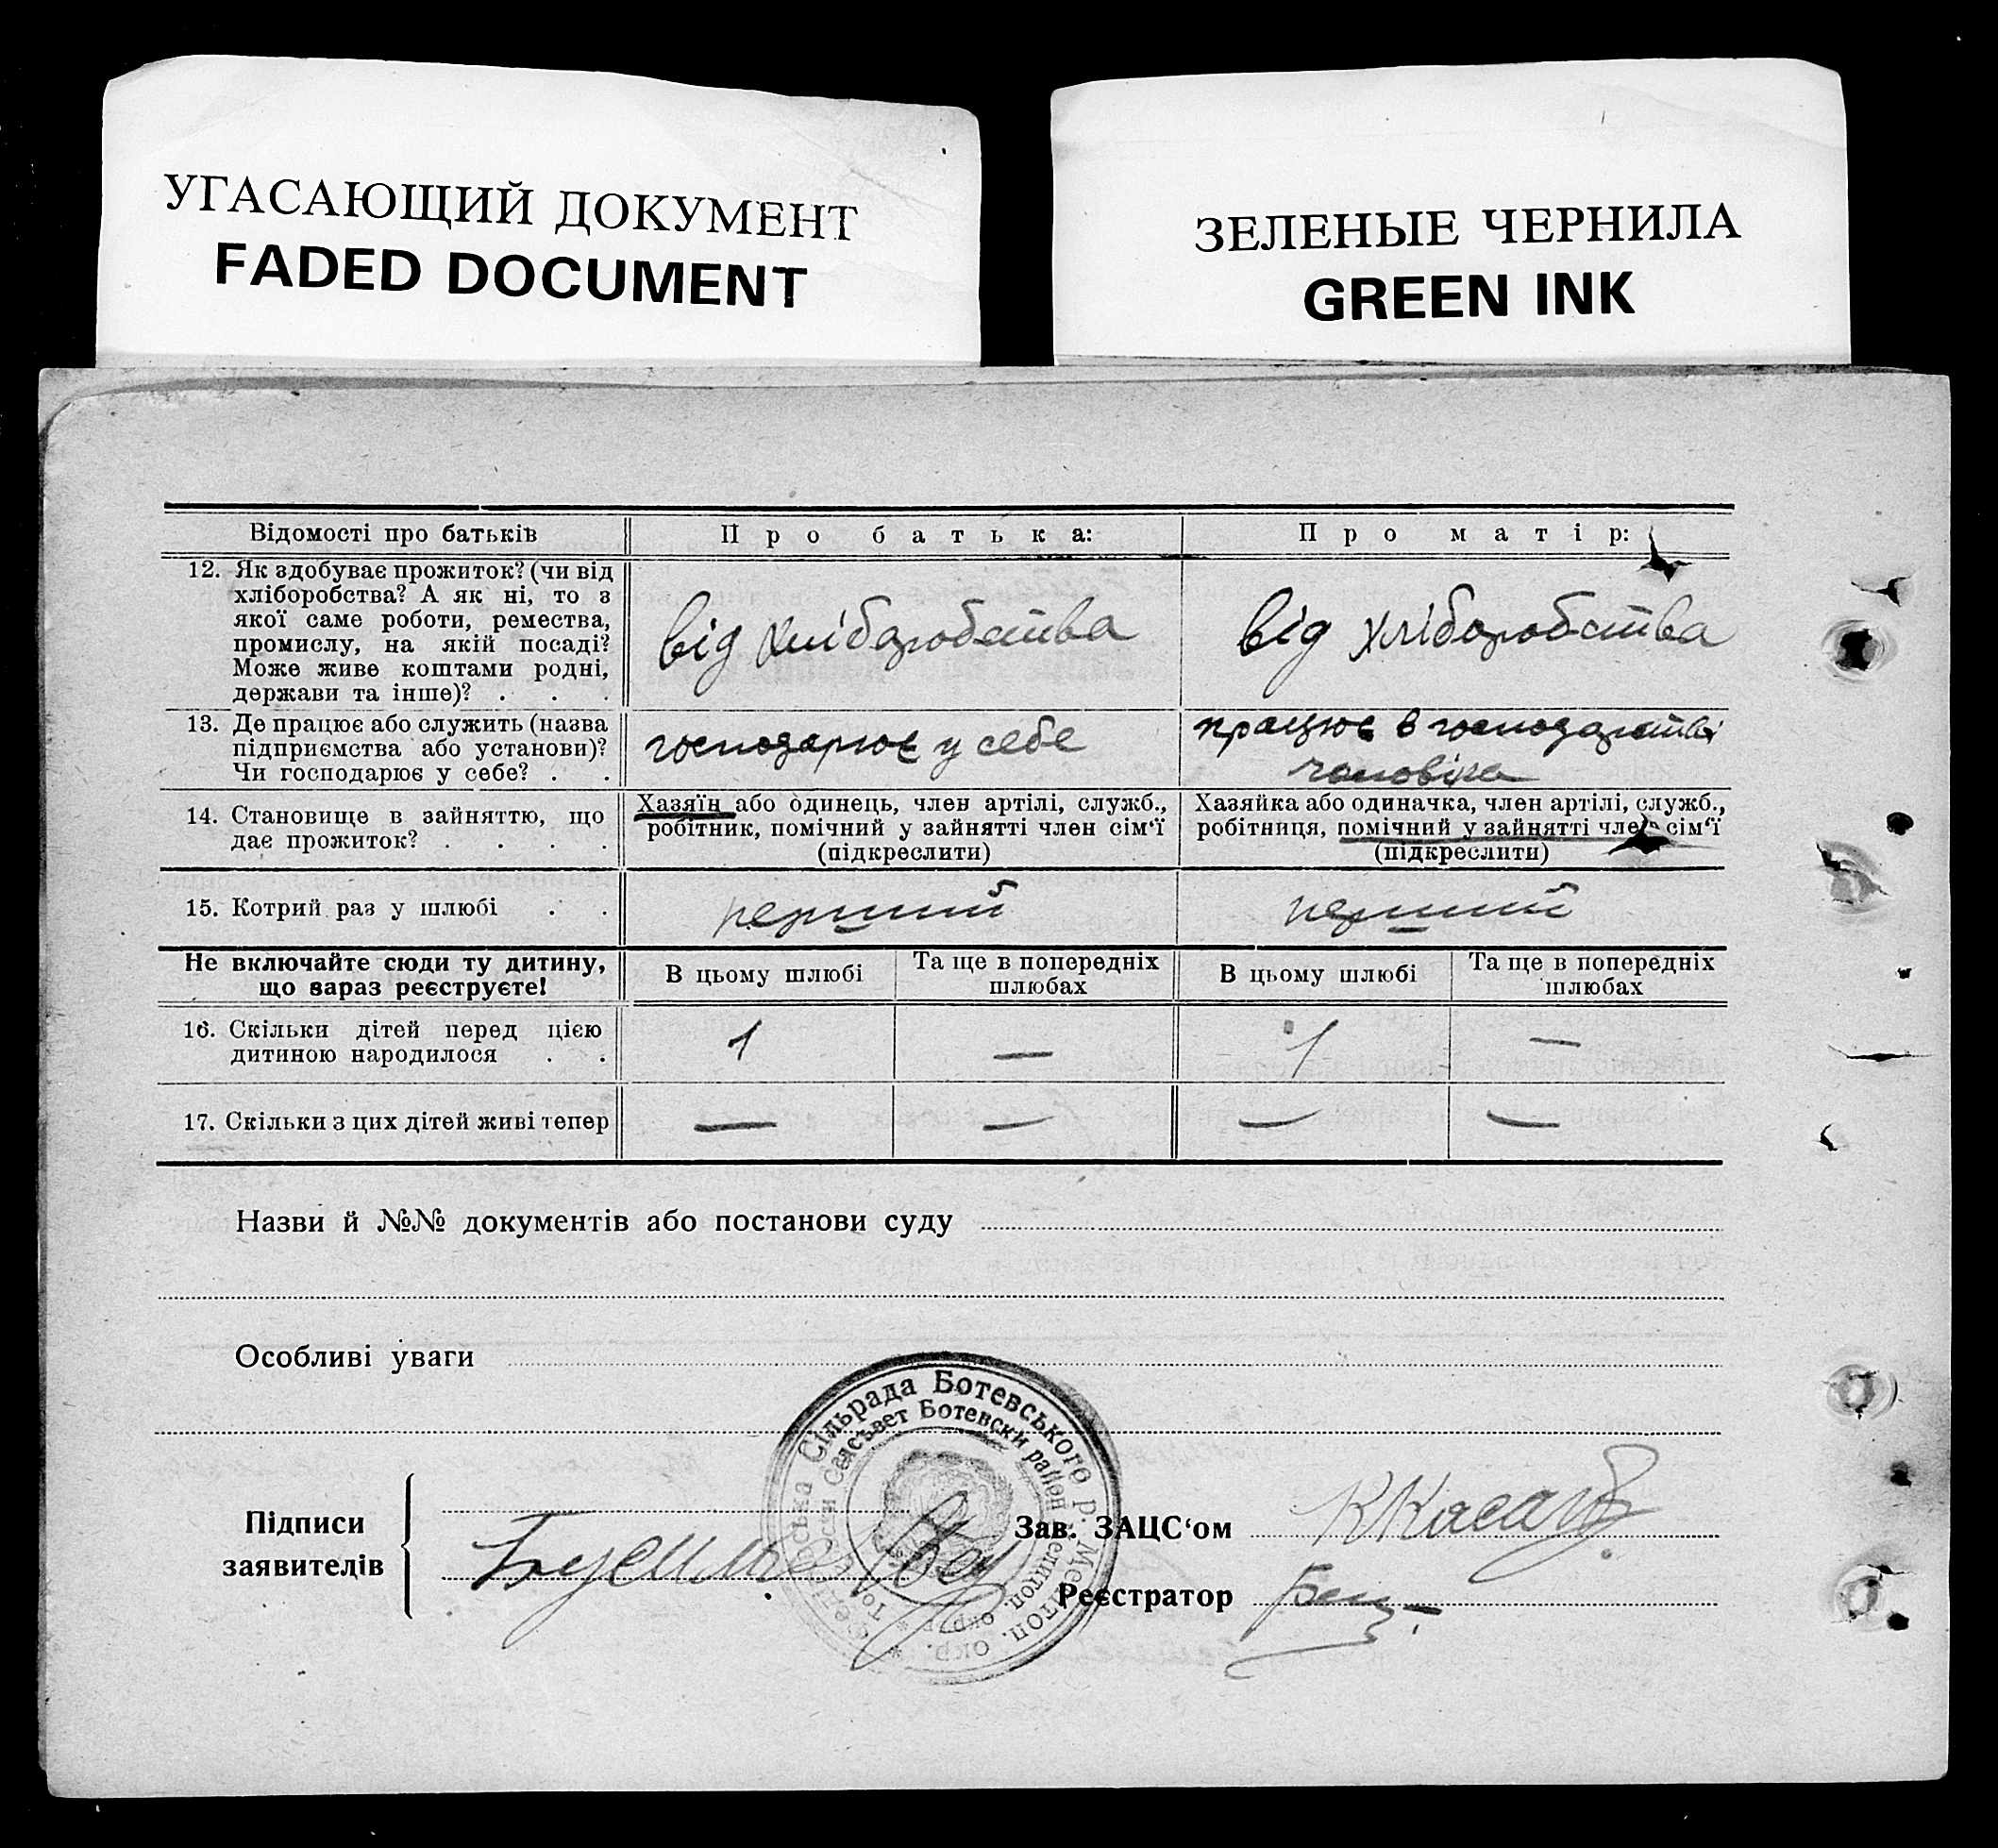 УГАСАЮЩИЙ ДОКУМЕНТ
FADED DOCUMENT
ЗЕЛЕНЫЕ ЧЕРНИЛА
GREEN INK
Відомості про батьків
Про батька:
Про матір:
12. Як здобуває прожиток? (чи від
хліборобства? А як ні, то з
якої саме роботи, ремества,
промислу, на якій посаді?
Може живе коштами родні,
держави та інше)? . . .
від хліборобства
від хліборобства
13. Де працює або служить (назва
підприємства або установи)?
Чи господарює у себе? . .
господарює у себе
працює в господарстві
чоловіка
14. Становище в зайняттю, що
дає прожиток? . . . .
Хазяїн або одинець, член артілі, служб.,
робітник, помічний у зайнятті член сім‘ї
(підкреслити)
Хазяйка або одиначка, член артілі, служб.,
робітниця, помічний у зайнятті член сім‘ї
(підкреслити)
15. Котрий раз у шлюбі . .
перший
перший
Не включайте сюди ту дитину,
що зараз реєструєте!
В цьому шлюбі
Та ще в попередніх
шлюбах
В цьому шлюбі
Та ще в попередніх
шлюбах
16. Скільки дітей перед цією
дитиною народилося . .
1
—
1
—
17. Скільки з цих дітей живі тепер
—
—
—
—
Назви й №№ документів або постанови суду
Особливі уваги
Сільрада Ботевського р. Мелітоп. окр.
Селсъвет Ботевски район Мелитоп. окръг
Підписи
заявителів
Зав. ЗАЦС‘ом
Реєстратор